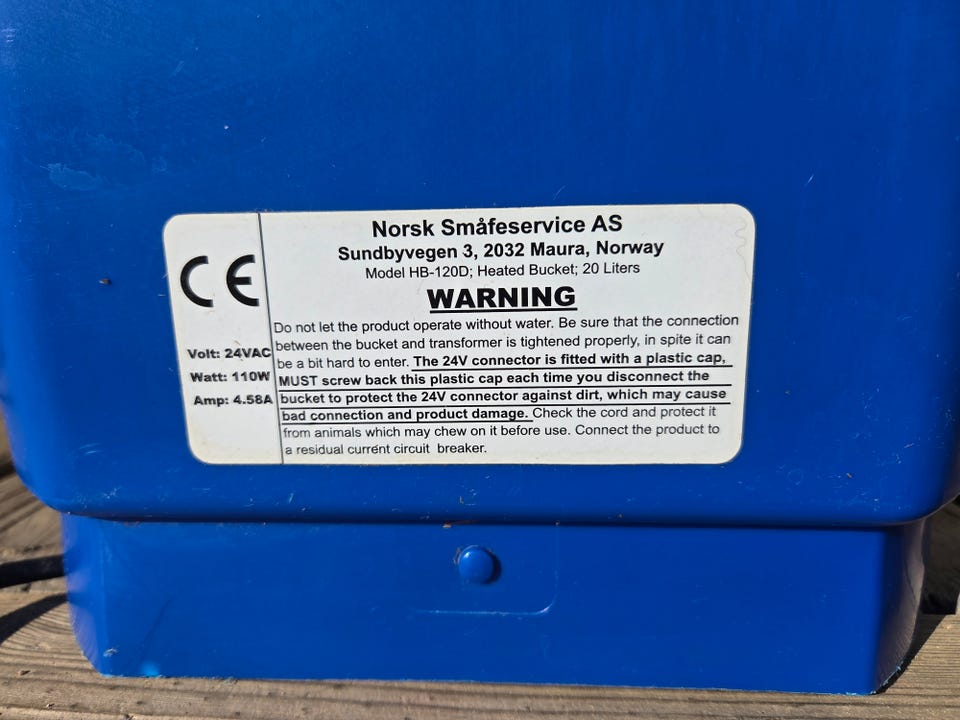 Norsk Småfeservice AS
Sundbyvegen 3, 2032 Maura, Norway
Model HB-120D; Heated Bucket; 20 Liters
WARNING
CE
Volt: 24VAC
Watt: 110W
Amp: 4.58A
Do not let the product operate without water. Be sure that the connection
between the bucket and transformer is tightened properly, in spite it can
be a bit hard to enter. The 24V connector is fitted with a plastic cap,
MUST screw back this plastic cap each time you disconnect the
bucket to protect the 24V connector against dirt, which may cause
bad connection and product damage. Check the cord and protect it
from animals which may chew on it before use. Connect the product to
a residual current circuit breaker.